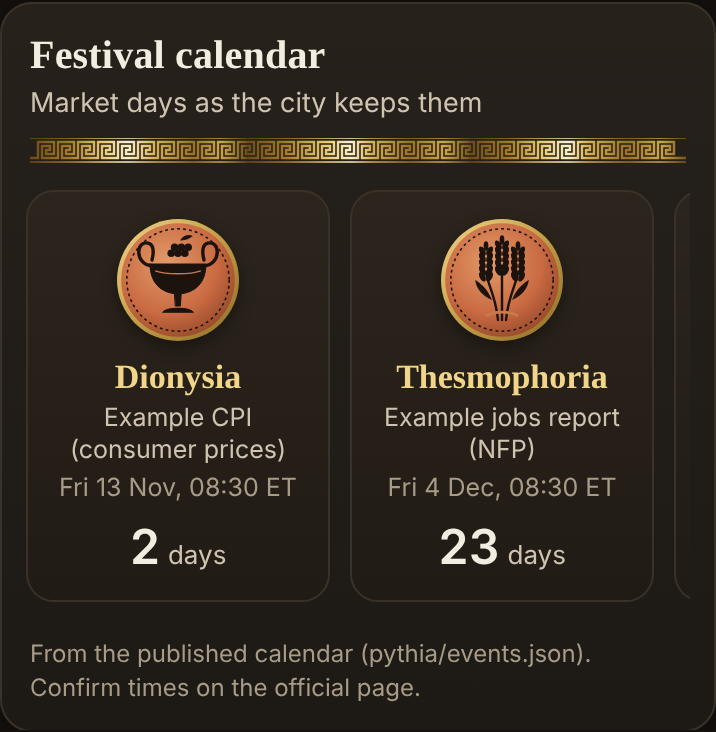 Festival calendar
Market days as the city keeps them
Dionysia
Example CPI
(consumer prices)
Fri 13 Nov, 08:30 ET
2 days
Thesmophoria
Example jobs report
(NFP)
Fri 4 Dec, 08:30 ET
23 days
From the published calendar (pythia/events.json).
Confirm times on the official page.